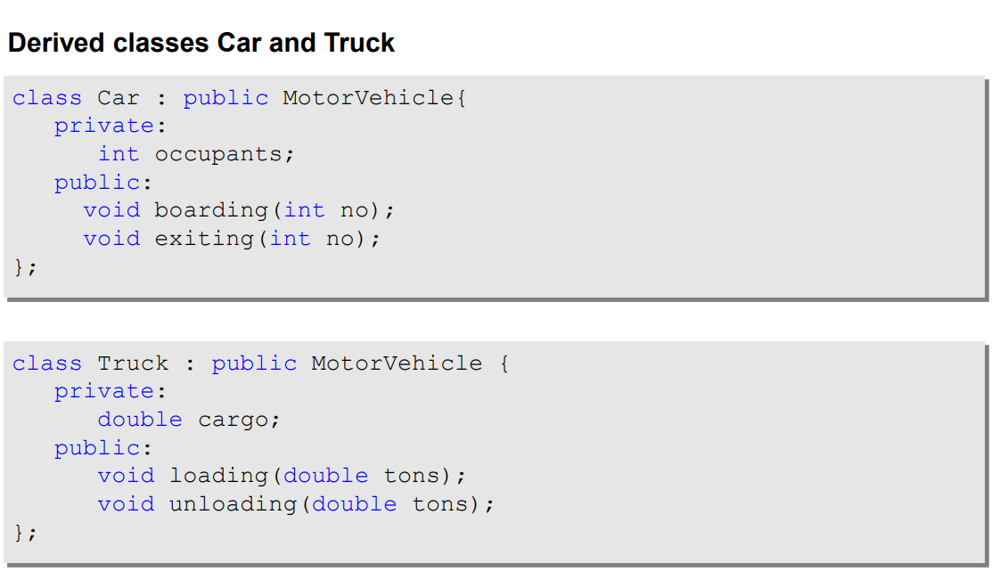 Derived classes Car and Truck
class Car : public MotorVehicle{
private:
int occupants;
public:
void boarding(int no);
void exiting(int no);
};
class Truck : public MotorVehicle {
private:
double cargo;
public:
void loading(double tons);
void unloading(double tons);
};